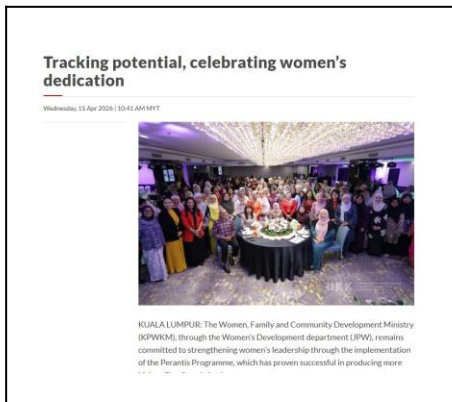 Tracking potential, celebrating women's
dedication
Wednesday, 15 Apr 2026 | 10:41 AM MYT
KUALA LUMPUR: The Women, Family and Community Development Ministry
(KPWKM), through the Women's Development department (JPW), remains
committed to strengthening women's leadership through the implementation
of the Perantis Programme, which has proven successful in producing more